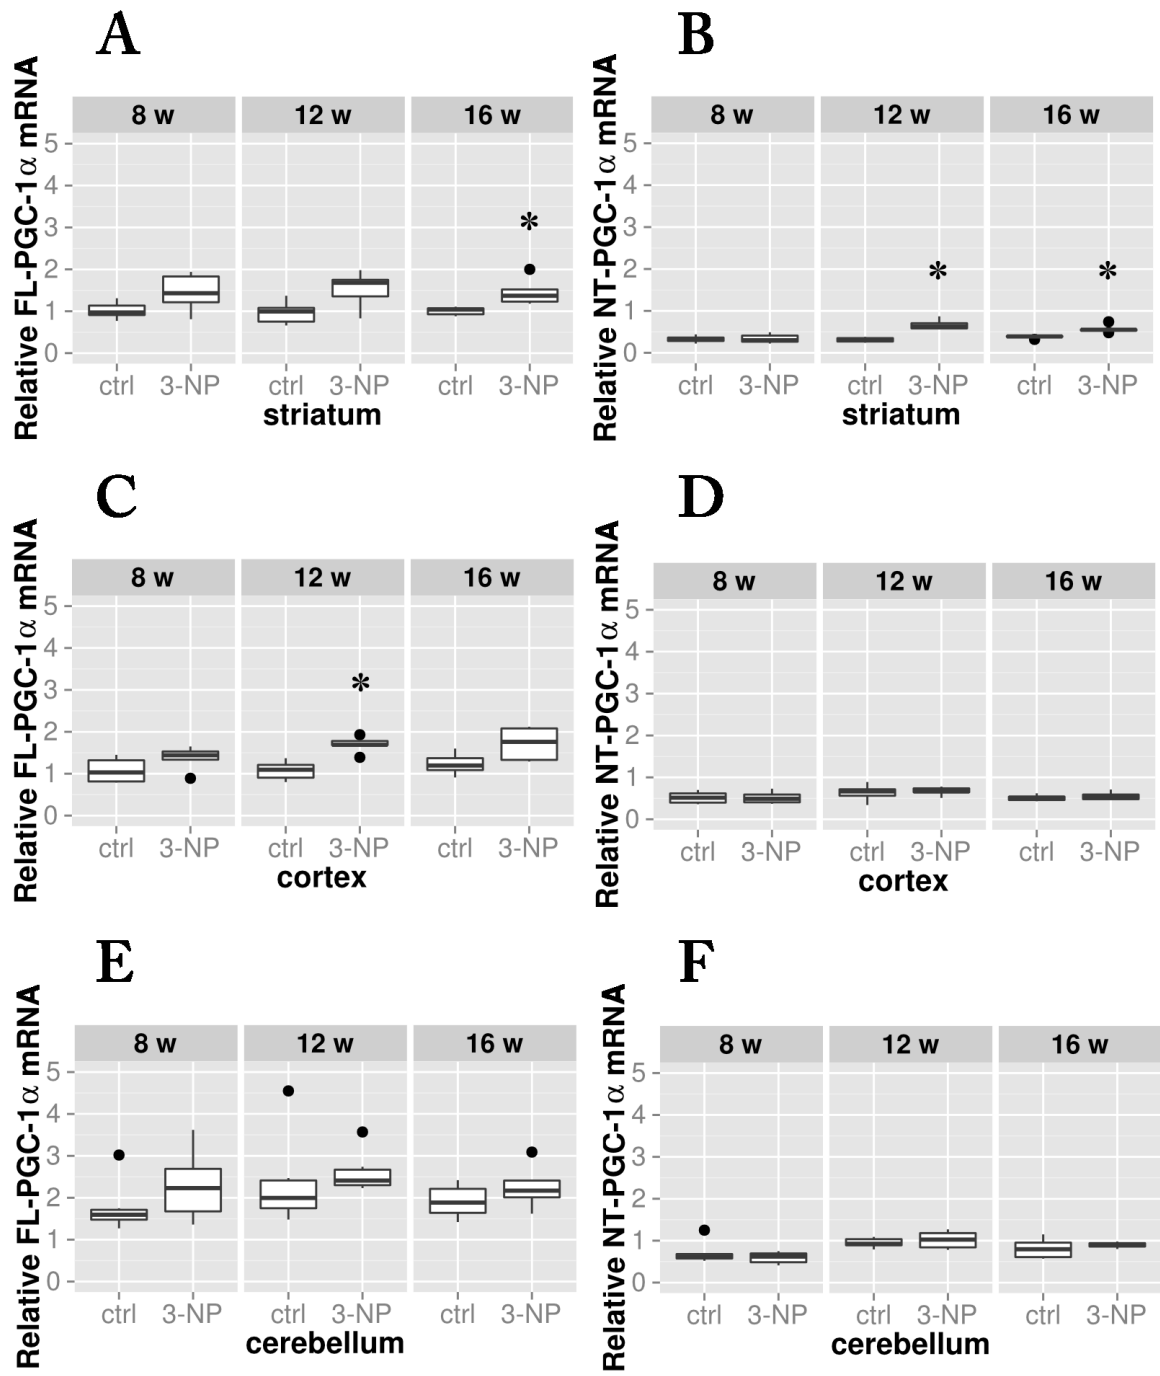 A
Relative FL-PGC-1α mRNA
8 w 12 w 16 w
5
4
3
2
1
0
*
ctrl 3-NP ctrl 3-NP ctrl 3-NP
striatum
B
Relative NT-PGC-1α mRNA
8 w 12 w 16 w
5
4
3
2
1
0
* *
ctrl 3-NP ctrl 3-NP ctrl 3-NP
striatum
C
Relative FL-PGC-1α mRNA
8 w 12 w 16 w
5
4
3
2
1
0
*
ctrl 3-NP ctrl 3-NP ctrl 3-NP
cortex
D
Relative NT-PGC-1α mRNA
8 w 12 w 16 w
5
4
3
2
1
0
ctrl 3-NP ctrl 3-NP ctrl 3-NP
cortex
E
Relative FL-PGC-1α mRNA
8 w 12 w 16 w
5
4
3
2
1
0
ctrl 3-NP ctrl 3-NP ctrl 3-NP
cerebellum
F
Relative NT-PGC-1α mRNA
8 w 12 w 16 w
5
4
3
2
1
0
ctrl 3-NP ctrl 3-NP ctrl 3-NP
cerebellum